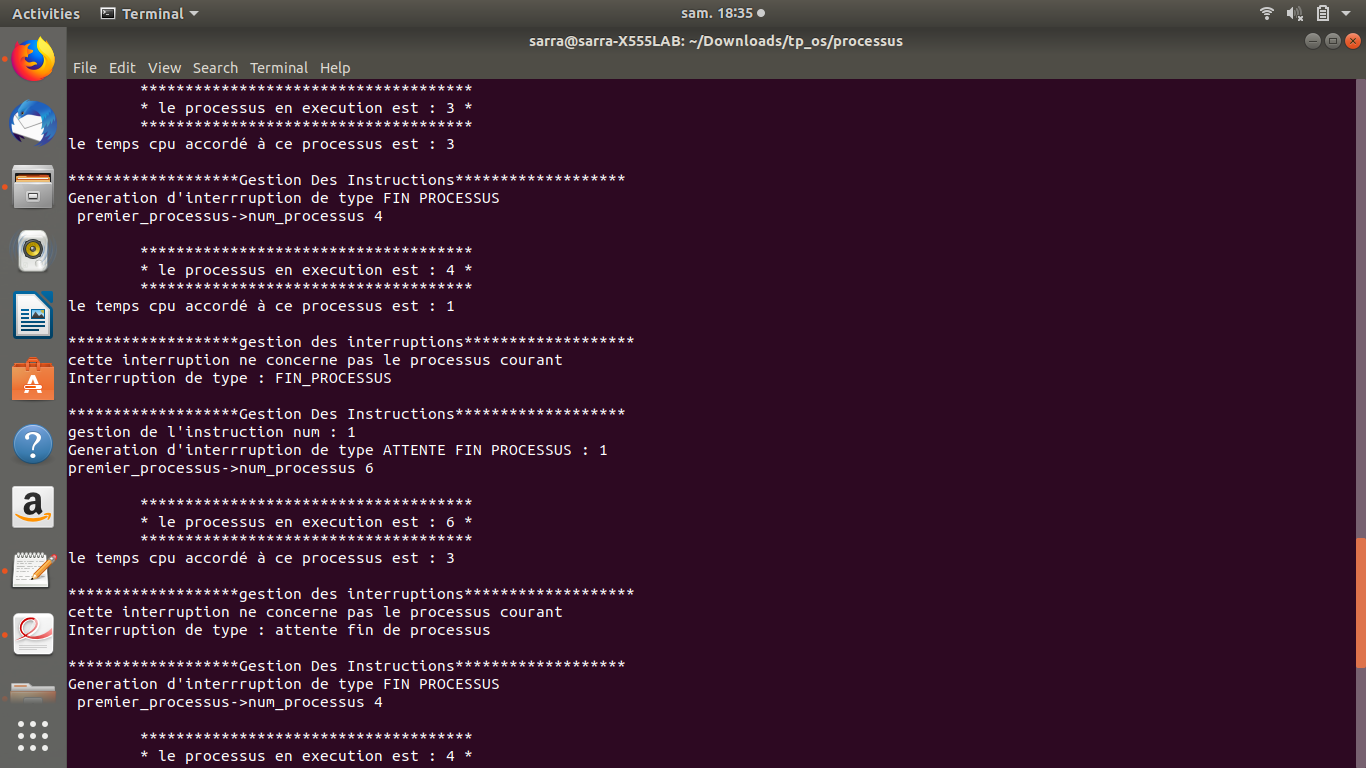 Activities Terminal sam. 18:35
sarra@sarra-X555LAB: ~/Downloads/tp_os/processus
File Edit View Search Terminal Help
*************************************
* le processus en execution est : 3 *
*************************************
le temps cpu accordé à ce processus est : 3
*******************Gestion Des Instructions*******************
Generation d'interrruption de type FIN PROCESSUS
premier_processus->num_processus 4
*************************************
* le processus en execution est : 4 *
*************************************
le temps cpu accordé à ce processus est : 1
*******************gestion des interruptions*******************
cette interruption ne concerne pas le processus courant
Interruption de type : FIN_PROCESSUS
*******************Gestion Des Instructions*******************
gestion de l'instruction num : 1
Generation d'interrruption de type ATTENTE FIN PROCESSUS : 1
premier_processus->num_processus 6
*************************************
* le processus en execution est : 6 *
*************************************
le temps cpu accordé à ce processus est : 3
*******************gestion des interruptions*******************
cette interruption ne concerne pas le processus courant
Interruption de type : attente fin de processus
*******************Gestion Des Instructions*******************
Generation d'interrruption de type FIN PROCESSUS
premier_processus->num_processus 4
*************************************
* le processus en execution est : 4 *